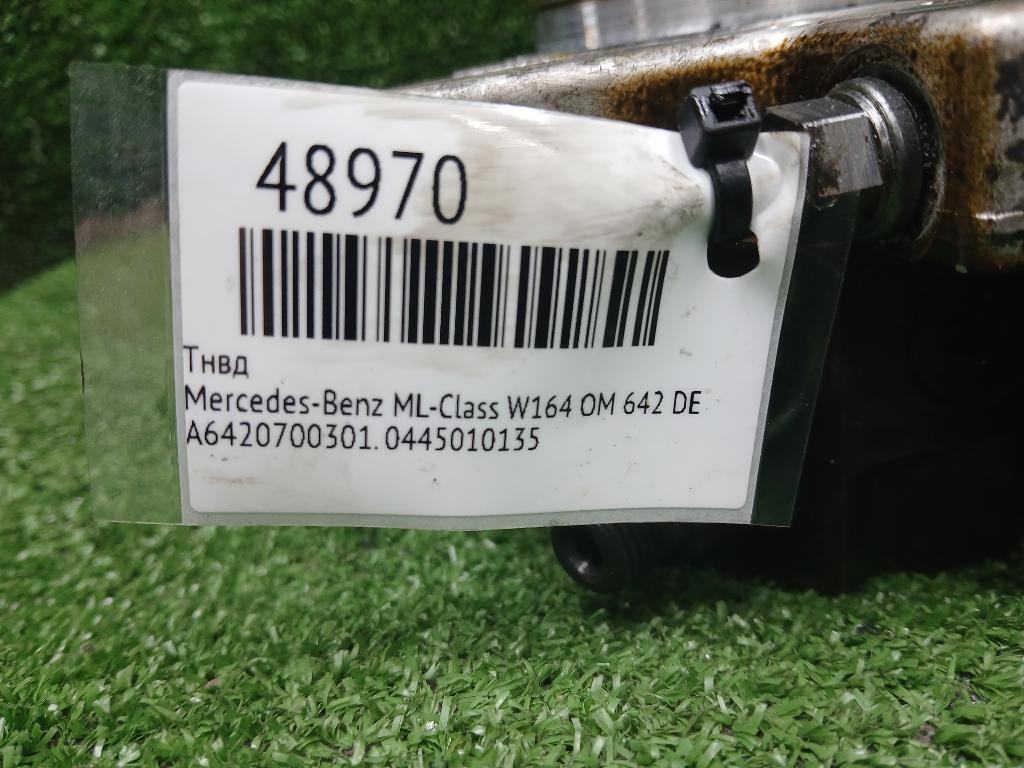 48970
Тнвд
Mercedes-Benz ML-Class W164 OM 642 DE
A6420700301. 0445010135